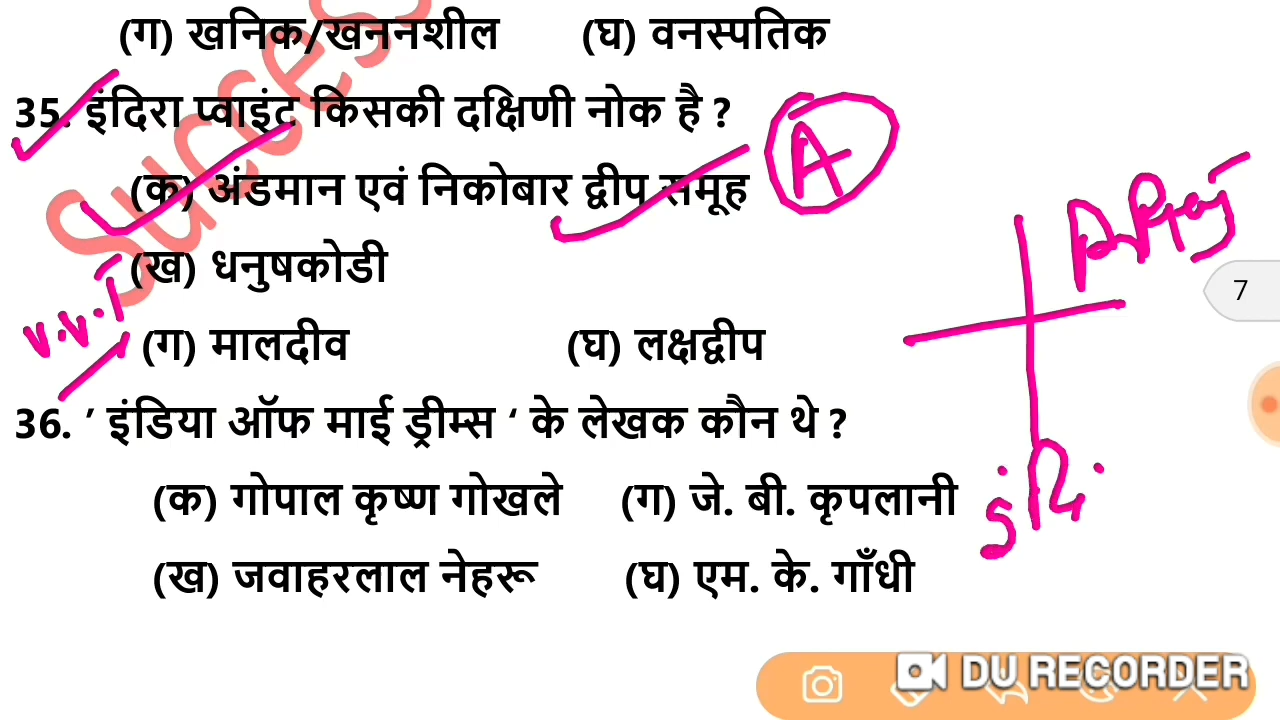 (ग) खनिक/खननशील (घ) वनस्पतिक
35. इंदिरा प्वाइंट किसकी दक्षिणी नोक है ?
(क) अंडमान एवं निकोबार द्वीप समूह A
(ख) धनुषकोडी
v.v.I
(ग) मालदीव (घ) लक्षद्वीप
7
36. ’ इंडिया ऑफ माई ड्रीम्स ‘ के लेखक कौन थे ?
(क) गोपाल कृष्ण गोखले (ग) जे. बी. कृपलानी
(ख) जवाहरलाल नेहरू (घ) एम. के. गाँधी
DU RECORDER